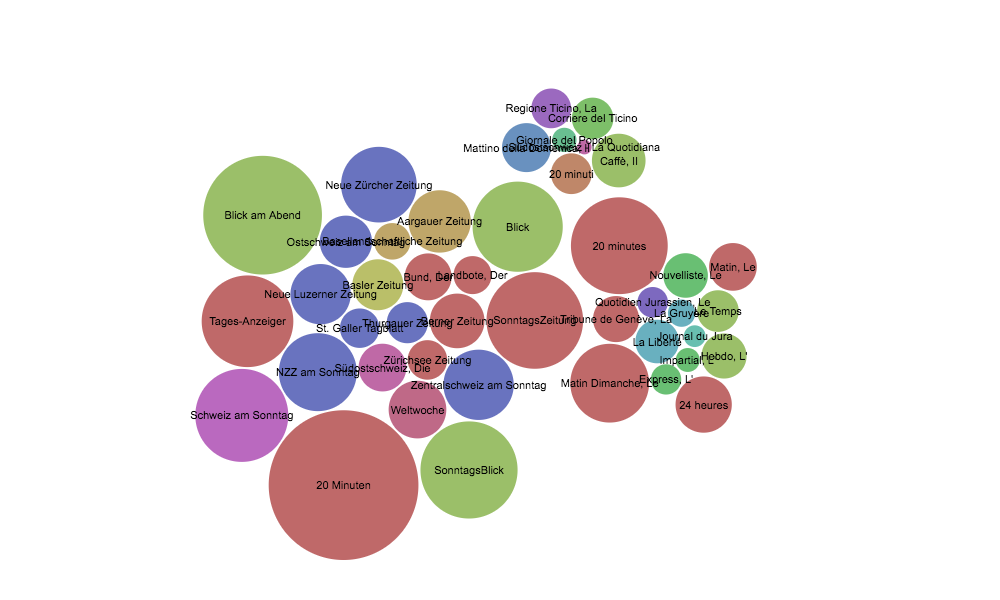 Regione Ticino, La
Corriere del Ticino
Giornale del Popolo
Mattino della Domenica, Il
Südostschweiz - La Quotidiana
Caffè, Il
20 minuti
Neue Zürcher Zeitung
Blick am Abend
Aargauer Zeitung
Blick
Ostschweiz am Sonntag
Basellandschaftliche Zeitung
20 minutes
Matin, Le
Nouvelliste, Le
Bund, Der
Landbote, Der
Basler Zeitung
Neue Luzerner Zeitung
Quotidien Jurassien, Le
La Gruyère
Le Temps
Tages-Anzeiger
St. Galler Tagblatt
Thurgauer Zeitung
Berner Zeitung
SonntagsZeitung
Tribune de Genève, La
La Liberté
Journal du Jura
Hebdo, L'
Impartial, L'
Zürichsee Zeitung
Südostschweiz, Die
NZZ am Sonntag
Zentralschweiz am Sonntag
Matin Dimanche, Le
Express, L'
24 heures
Weltwoche
Schweiz am Sonntag
SonntagsBlick
20 Minuten